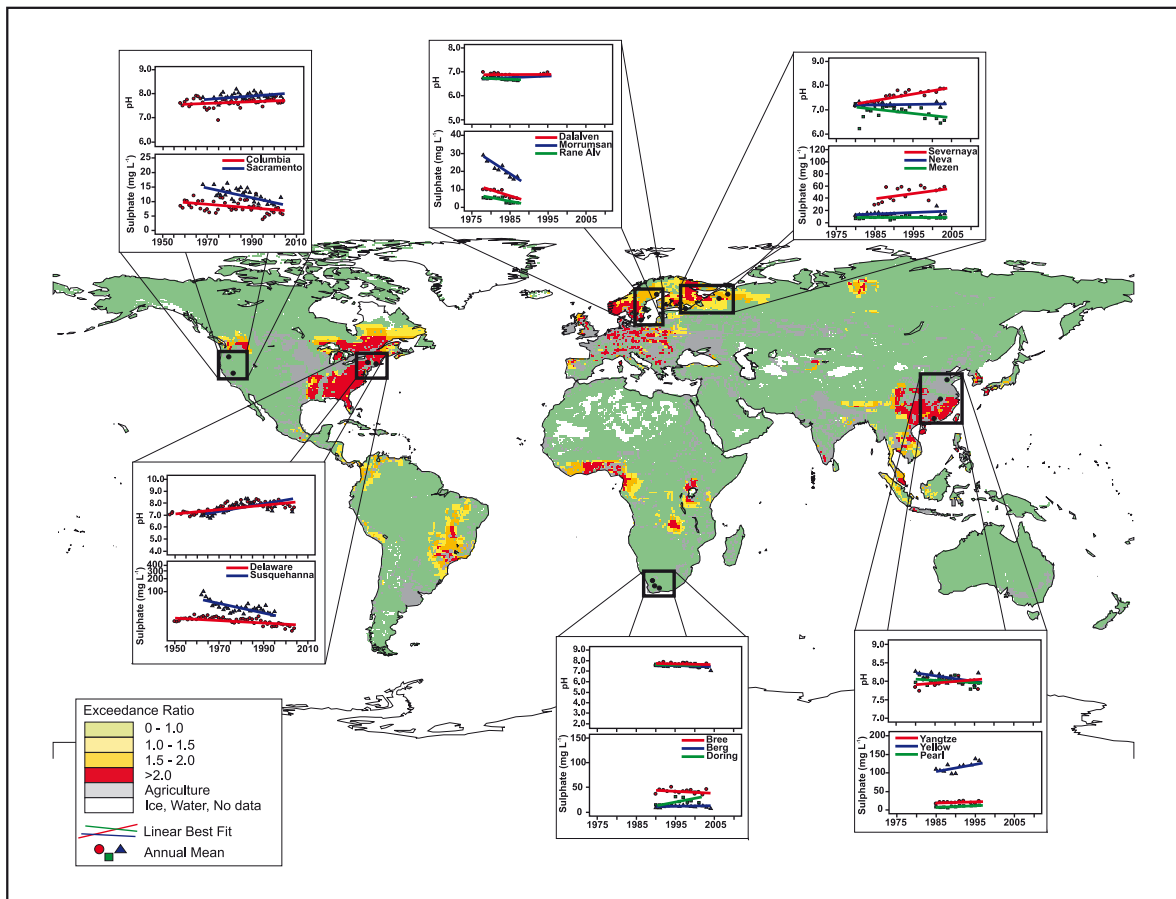 9.0
8.0
pH
6.0
25
20
15
10
5
0
Sulphate (mg L-1)
Columbia
Sacramento
1950
1970
1990
2010
8.0
7.0
pH
5.0
40
30
20
10
0
Sulphate (mg L-1)
Dalalven
Morrumsan
Rane Alv
1975
1985
1995
2005
9.0
8.0
pH
7.0
6.0
120
100
80
60
40
20
0
Sulphate (mg L-1)
Severnaya
Neva
Mezen
1975
1985
1995
2005
10.0
9.0
8.0
pH
7.0
5.0
4.0
400
300
200
100
Sulphate (mg L-1)
Delaware
Susquehanna
1950
1970
1990
2010
9.0
8.0
7.0
6.0
pH
5.0
4.0
3.0
2.0
150
100
50
0
Sulphate (mg L-1)
Bree
Berg
Doring
1975
1985
1995
2005
9.0
8.5
pH
8.0
7.5
7.0
200
150
100
50
0
Sulphate (mg L-1)
Yangtze
Yellow
Pearl
1975
1985
1995
2005
Exceedance Ratio
0 - 1.0
1.0 - 1.5
1.5 - 2.0
>2.0
Agriculture
Ice, Water, No data
Linear Best Fit
Annual Mean